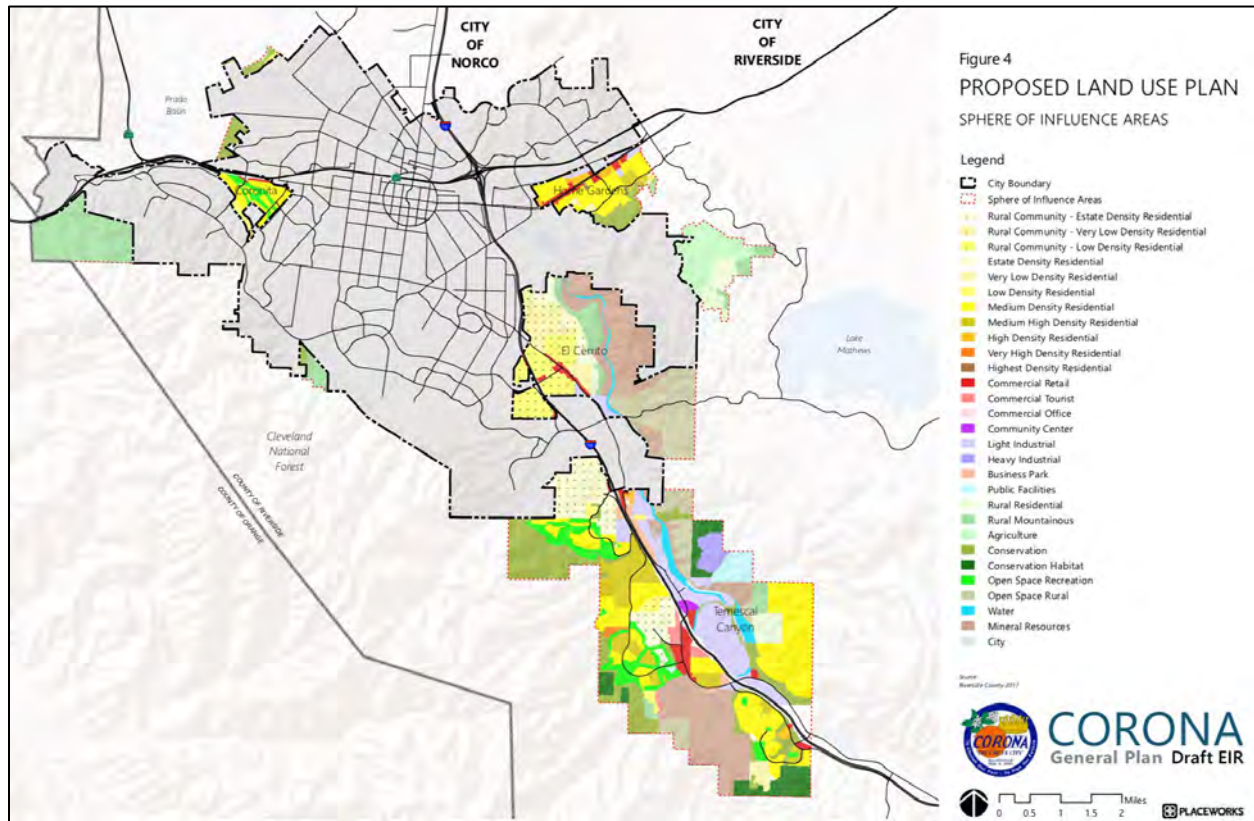 CITY
OF
NORCO
CITY
OF
RIVERSIDE
Prado
Basin
Coronita
Home Gardens
El Cerrito
Lake
Mathews
Cleveland
National
Forest
COUNTY OF RIVERSIDE
COUNTY OF ORANGE
Temescal
Canyon
Figure 4
PROPOSED LAND USE PLAN
SPHERE OF INFLUENCE AREAS
Legend
City Boundary
Sphere of Influence Areas
Rural Community - Estate Density Residential
Rural Community - Very Low Density Residential
Rural Community - Low Density Residential
Estate Density Residential
Very Low Density Residential
Low Density Residential
Medium Density Residential
Medium High Density Residential
High Density Residential
Very High Density Residential
Highest Density Residential
Commercial Retail
Commercial Tourist
Commercial Office
Community Center
Light Industrial
Heavy Industrial
Business Park
Public Facilities
Rural Residential
Rural Mountainous
Agriculture
Conservation
Conservation Habitat
Open Space Recreation
Open Space Rural
Water
Mineral Resources
City
Source:
Riverside County 2017
CORONA
CORONA
General Plan Draft EIR
Miles
0 0.5 1 1.5 2
PLACEWORKS